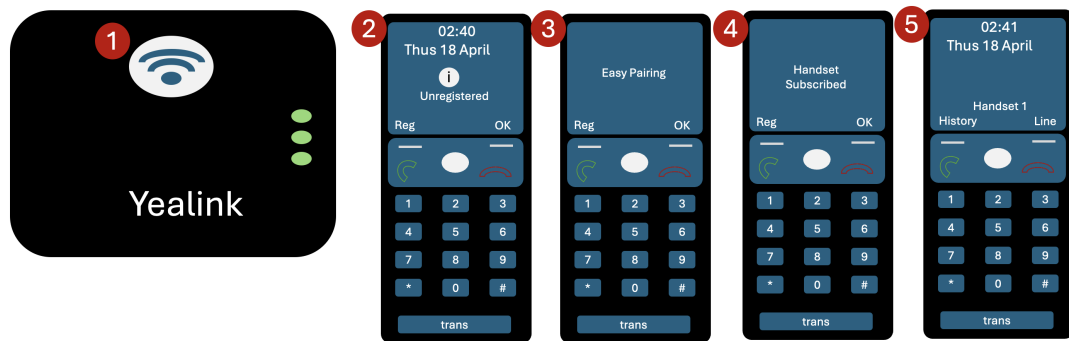 1
Yealink
2
02:40
Thus 18 April
i
Unregistered
Reg OK
1 2 3
4 5 6
7 8 9
* 0 #
trans
3
Easy Pairing
Reg OK
1 2 3
4 5 6
7 8 9
* 0 #
trans
4
Handset
Subscribed
Reg OK
1 2 3
4 5 6
7 8 9
* 0 #
trans
5
02:41
Thus 18 April
Handset 1
History Line
1 2 3
4 5 6
7 8 9
* 0 #
trans